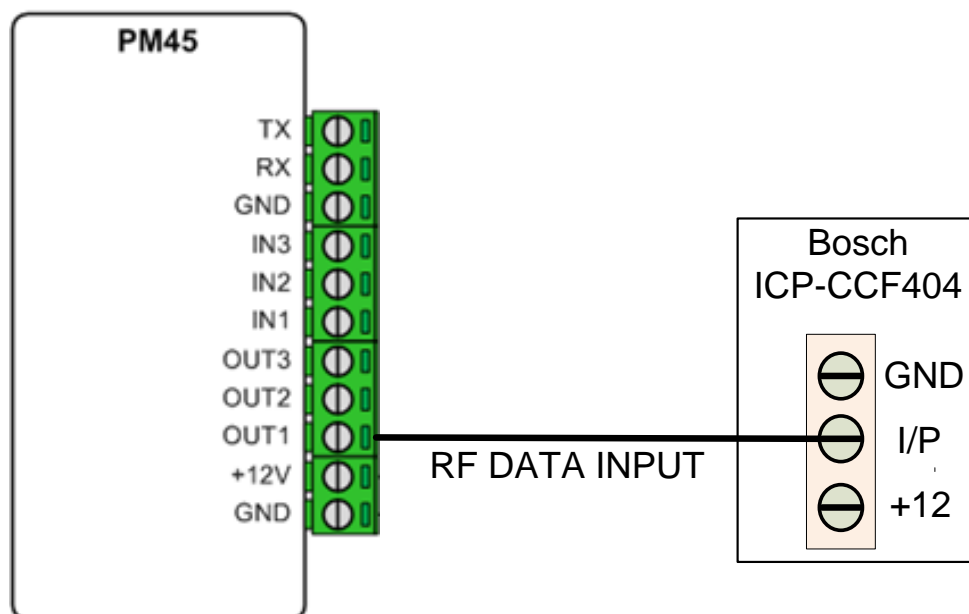 PM45
TX
RX
GND
IN3
IN2
IN1
OUT3
OUT2
OUT1
+12V
GND
RF DATA INPUT
Bosch
ICP-CCF404
GND
I/P
+12